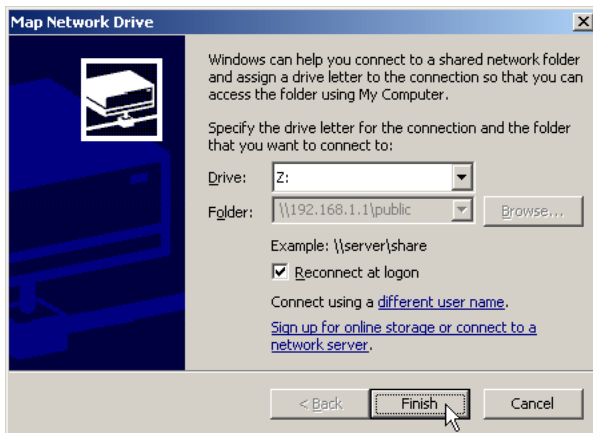 Map Network Drive
Windows can help you connect to a shared network folder
and assign a drive letter to the connection so that you can
access the folder using My Computer.
Specify the drive letter for the connection and the folder
that you want to connect to:
Drive: Z:
Folder: \\192.168.1.1\public Browse...
Example: \\server\share
Reconnect at logon
Connect using a different user name.
Sign up for online storage or connect to a
network server.
< Back Finish Cancel